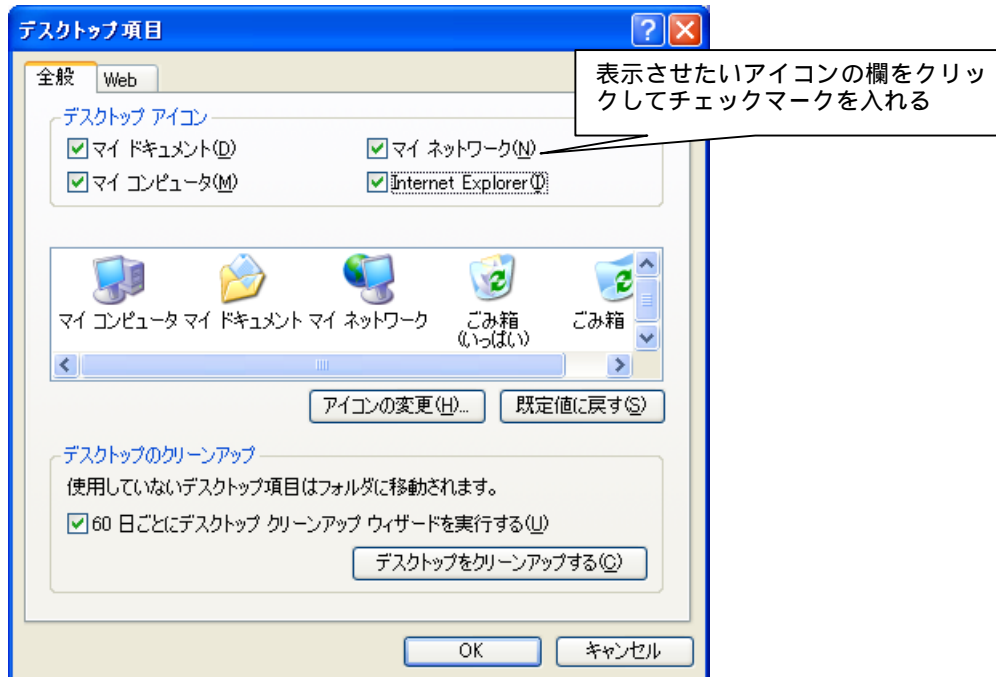 デスクトップ項目
表示させたいアイコンの欄をクリッ
クしてチェックマークを入れる
全般 Web
デスクトップ アイコン
マイ ドキュメント(D) マイ ネットワーク(N)
マイ コンピュータ(M) Internet Explorer(I)
マイ コンピュータ マイ ドキュメント マイ ネットワーク ごみ箱 ごみ箱
(いっぱい)
アイコンの変更(H)... 既定値に戻す(S)
デスクトップのクリーンアップ
使用していないデスクトップ項目はフォルダに移動されます。
60 日ごとにデスクトップ クリーンアップ ウィザードを実行する(U)
デスクトップをクリーンアップする(C)
OK キャンセル